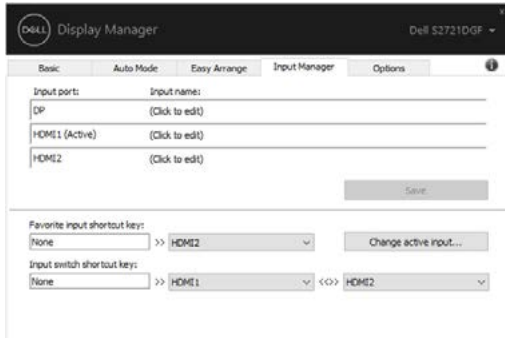 DELL Display Manager Dell S2721DGF
Basic Auto Mode Easy Arrange Input Manager Options
Input port: Input name:
DP (Click to edit)
HDMI1 (Active) (Click to edit)
HDMI2 (Click to edit)
Save
Favorite input shortcut key:
None >> HDMI2 Change active input...
Input switch shortcut key:
None >> HDMI1 <=> HDMI2